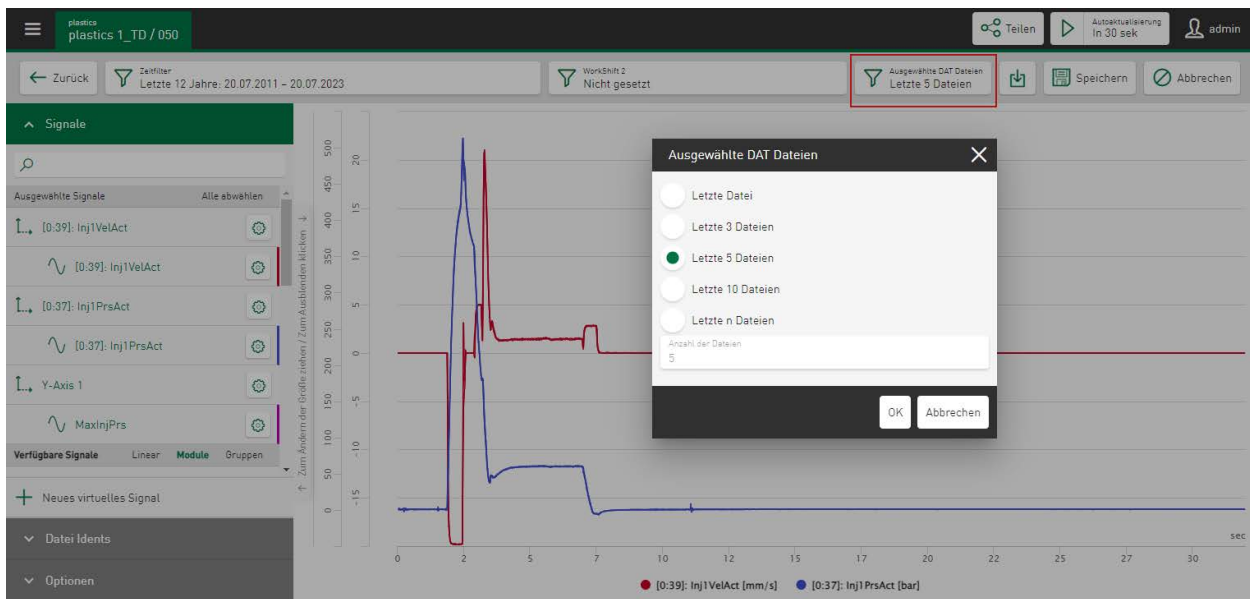 plastics
plastics 1_TD / 050
Teilen
Autoaktualisierung
In 30 sek
admin
Zurück
Zeitfilter
Letzte 12 Jahre: 20.07.2011 – 20.07.2023
WorkShift 2
Nicht gesetzt
Ausgewählte DAT Dateien
Letzte 5 Dateien
Speichern
Abbrechen
Signale
Ausgewählte Signale
Alle abwählen
[0:39]: Inj1VelAct
[0:39]: Inj1VelAct
[0:37]: Inj1PrsAct
[0:37]: Inj1PrsAct
Y-Axis 1
MaxInjPrs
Verfügbare Signale
Linear
Module
Gruppen
Neues virtuelles Signal
Datei Idents
Optionen
← Zum Ändern der Größe ziehen / Zum Ausblenden klicken →
500
450
400
350
300
250
200
150
100
50
0
20
15
10
5
0
-5
-10
-15
Ausgewählte DAT Dateien
Letzte Datei
Letzte 3 Dateien
Letzte 5 Dateien
Letzte 10 Dateien
Letzte n Dateien
Anzahl der Dateien
5
OK
Abbrechen
sec
0 2 5 7 10 12 15 17 20 22 25 27 30
[0:39]: Inj1VelAct [mm/s]
[0:37]: Inj1PrsAct [bar]